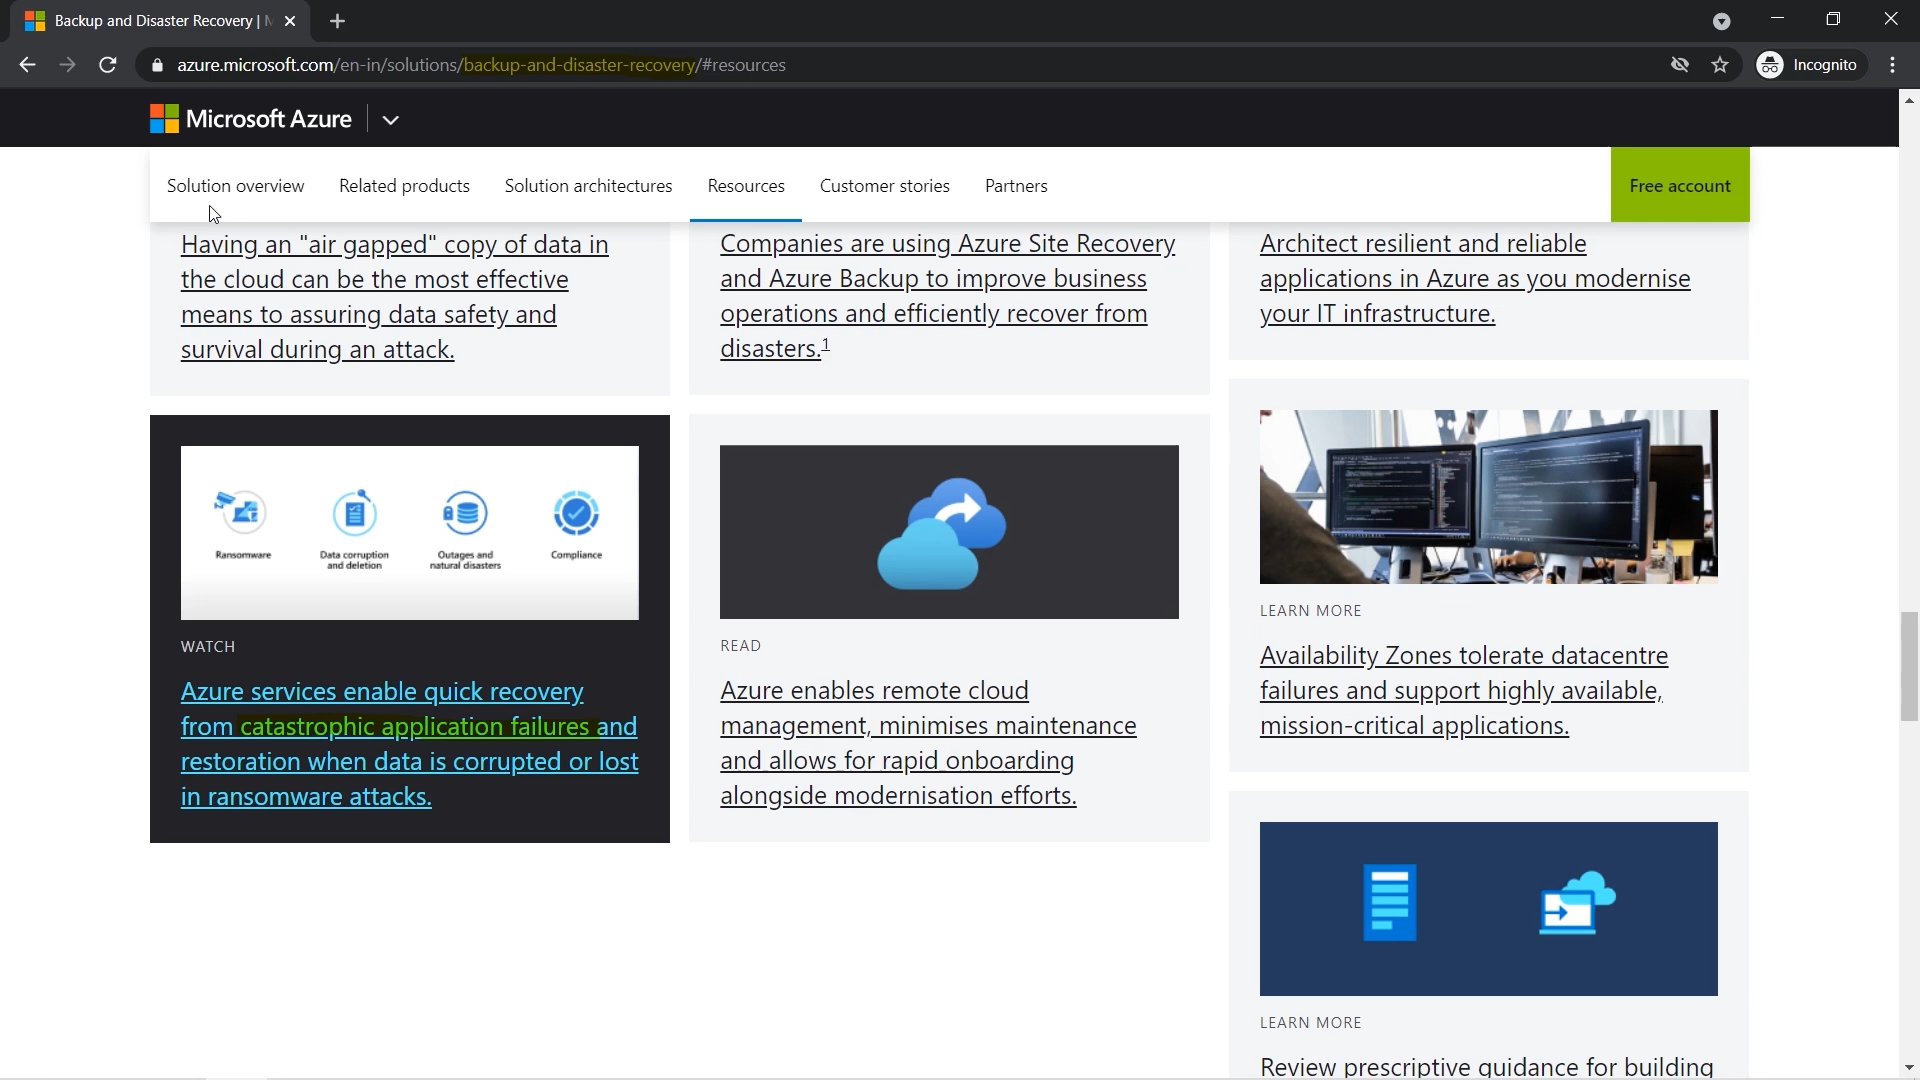 Backup and Disaster Recovery |
azure.microsoft.com/en-in/solutions/backup-and-disaster-recovery/#resources
Incognito
Microsoft Azure
Solution overview
Related products
Solution architectures
Resources
Customer stories
Partners
Free account
Having an "air gapped" copy of data in
the cloud can be the most effective
means to assuring data safety and
survival during an attack.
Companies are using Azure Site Recovery
and Azure Backup to improve business
operations and efficiently recover from
disasters.¹
Architect resilient and reliable
applications in Azure as you modernise
your IT infrastructure.
Ransomware
Data corruption
and deletion
Outages and
natural disasters
Compliance
WATCH
Azure services enable quick recovery
from catastrophic application failures and
restoration when data is corrupted or lost
in ransomware attacks.
READ
Azure enables remote cloud
management, minimises maintenance
and allows for rapid onboarding
alongside modernisation efforts.
LEARN MORE
Availability Zones tolerate datacentre
failures and support highly available,
mission-critical applications.
LEARN MORE
Review prescriptive guidance for building